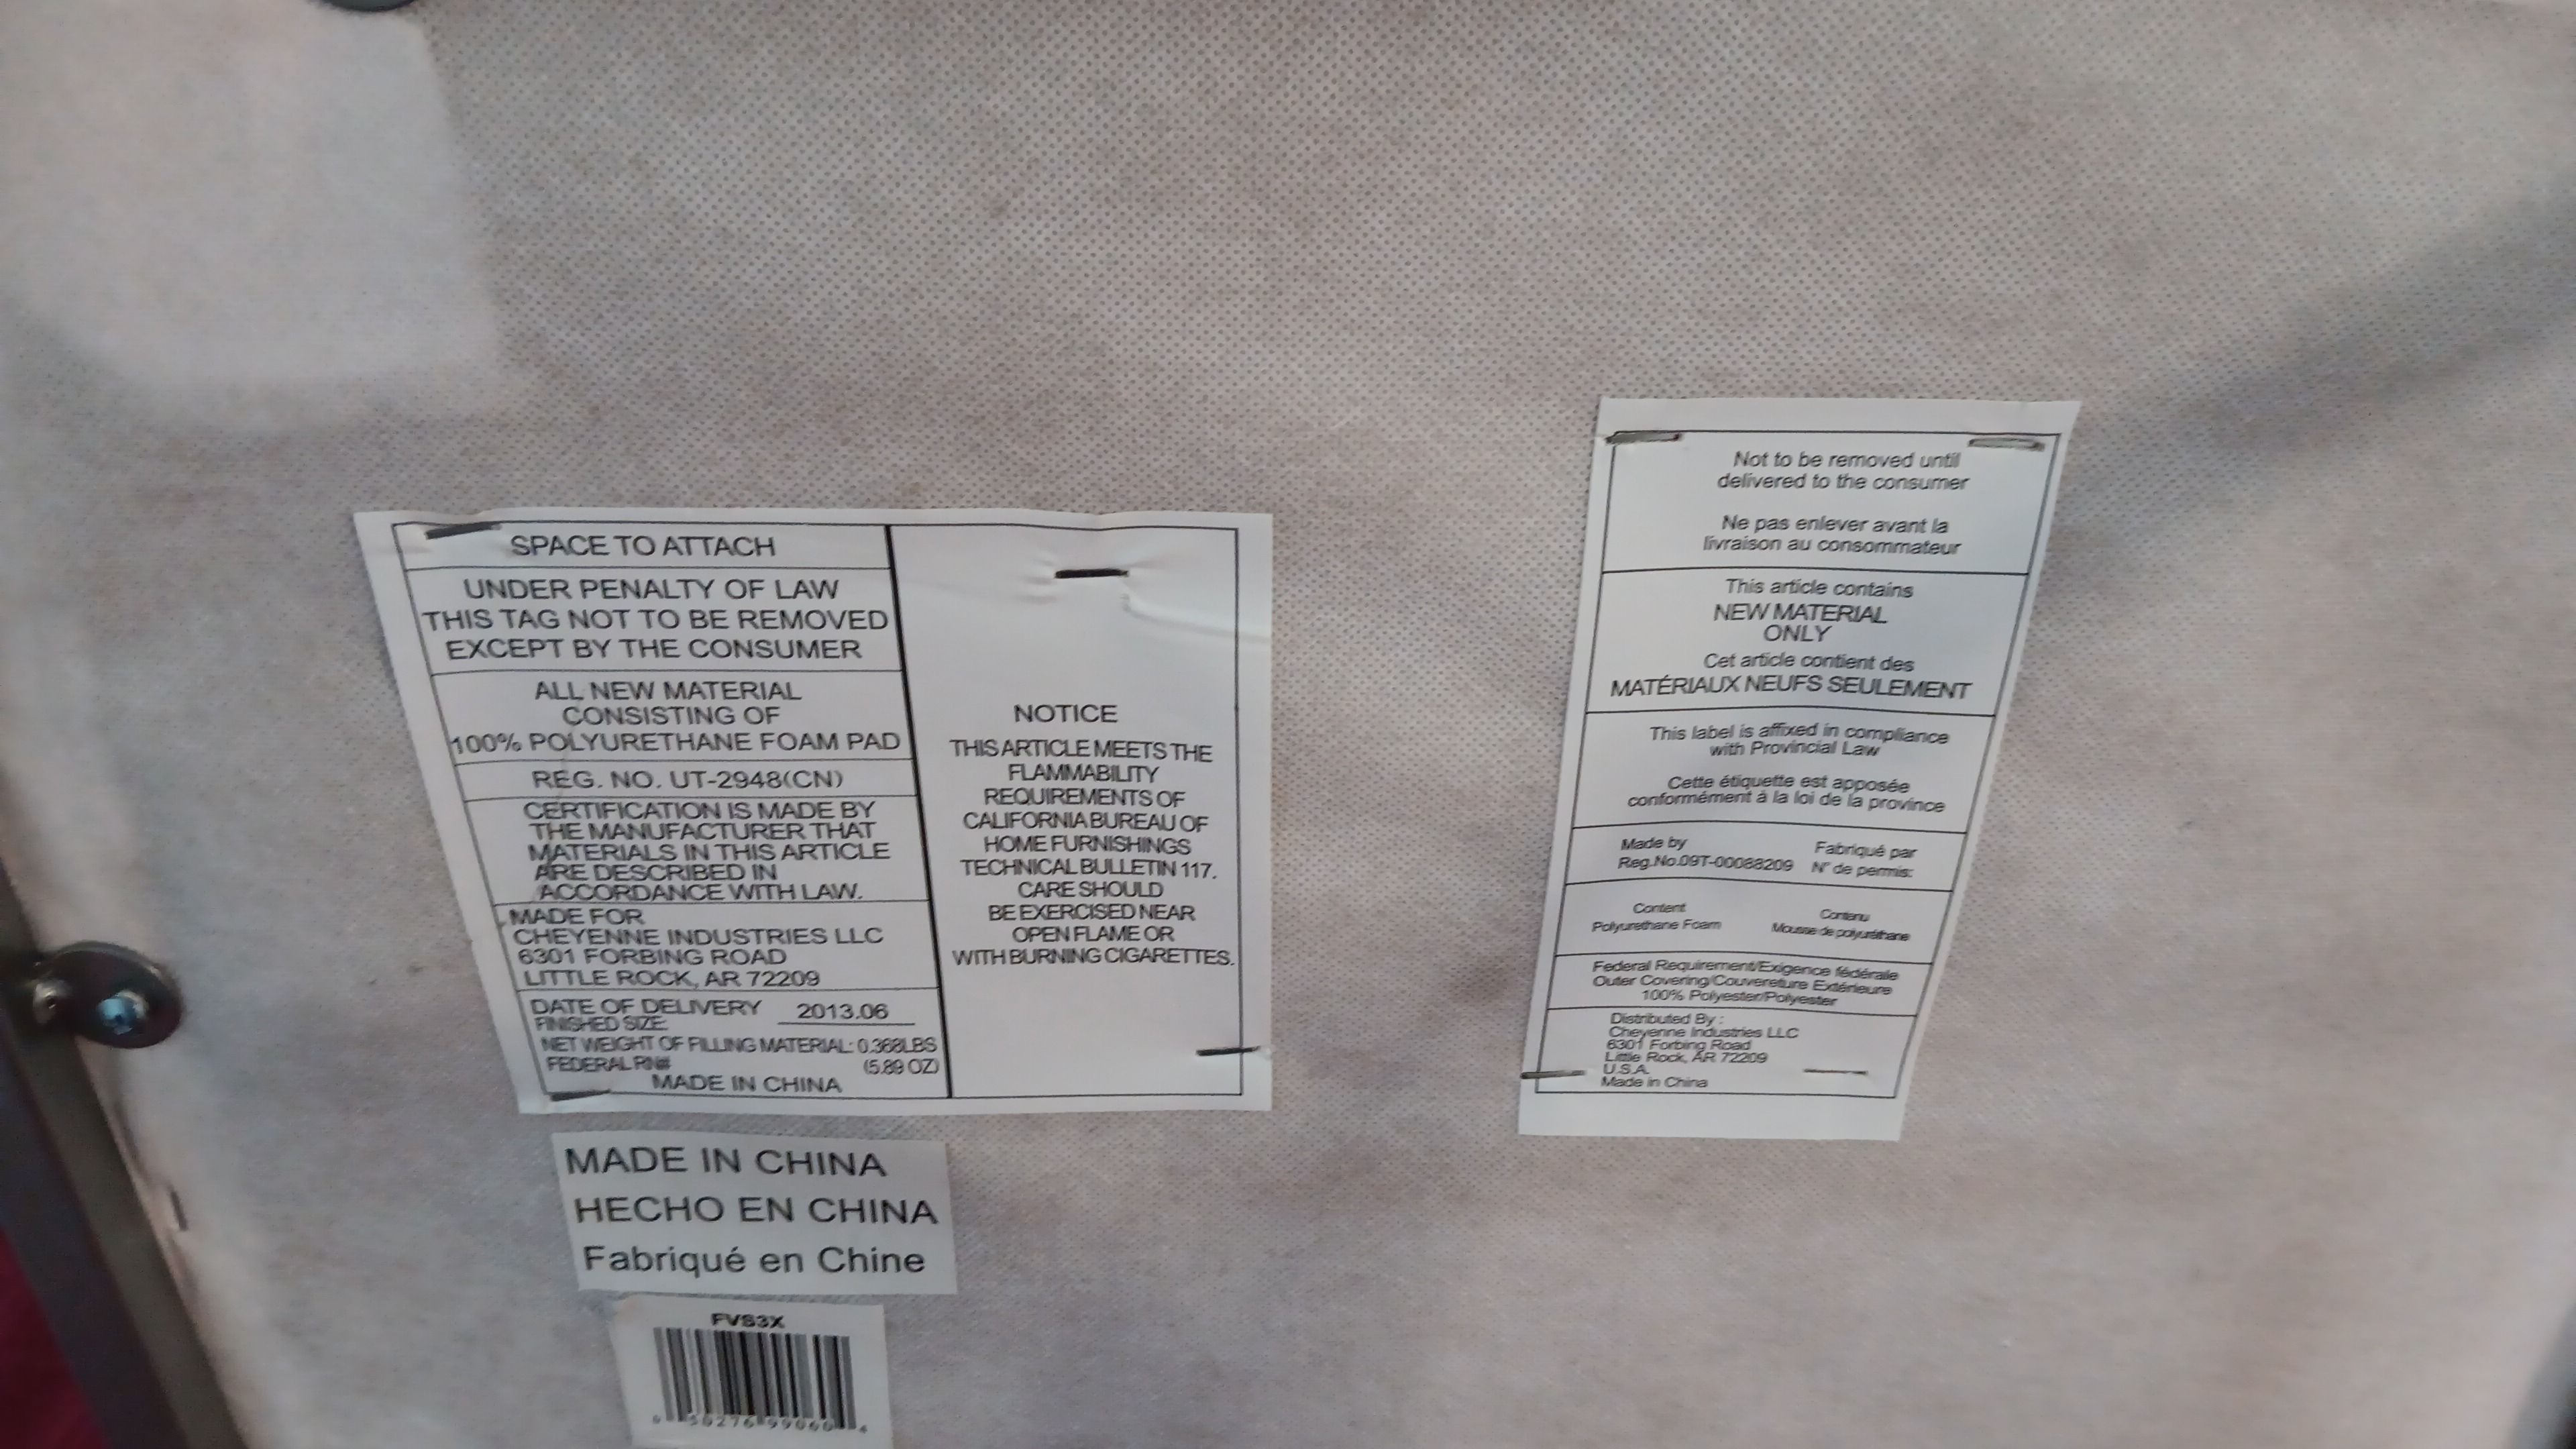 SPACE TO ATTACH
UNDER PENALTY OF LAW
THIS TAG NOT TO BE REMOVED
EXCEPT BY THE CONSUMER
ALL NEW MATERIAL
CONSISTING OF
100% POLYURETHANE FOAM PAD
REG. NO. UT-2948(CN)
CERTIFICATION IS MADE BY
THE MANUFACTURER THAT
MATERIALS IN THIS ARTICLE
ARE DESCRIBED IN
ACCORDANCE WITH LAW.
MADE FOR
CHEYENNE INDUSTRIES LLC
6301 FORBING ROAD
LITTLE ROCK, AR 72209
DATE OF DELIVERY 2013.06
FINISHED SIZE:
NET WEIGHT OF FILLING MATERIAL: 0.368LBS
FEDERAL RN# (5.89 OZ)
MADE IN CHINA
NOTICE
THIS ARTICLE MEETS THE
FLAMMABILITY
REQUIREMENTS OF
CALIFORNIA BUREAU OF
HOME FURNISHINGS
TECHNICAL BULLETIN 117.
CARE SHOULD
BE EXERCISED NEAR
OPEN FLAME OR
WITH BURNING CIGARETTES.
MADE IN CHINA
HECHO EN CHINA
Fabriqué en Chine
FVS3X
Not to be removed until
delivered to the consumer
Ne pas enlever avant la
livraison au consommateur
This article contains
NEW MATERIAL
ONLY
Cet article contient des
MATÉRIAUX NEUFS SEULEMENT
This label is affixed in compliance
with Provincial Law
Cette étiquette est apposée
conformément à la loi de la province
Made by Fabriqué par
Reg.No.09T-00088209 N° de permis:
Content Contenu
Polyurethane Foam Mousse de polyuréthane
Federal Requirement/Exigence fédérale
Outer Covering/Couvereture Extérieure
100% Polyester/Polyester
Distributed By :
Cheyenne Industries LLC
6301 Forbing Road
Little Rock, AR 72209
U.S.A.
Made in China